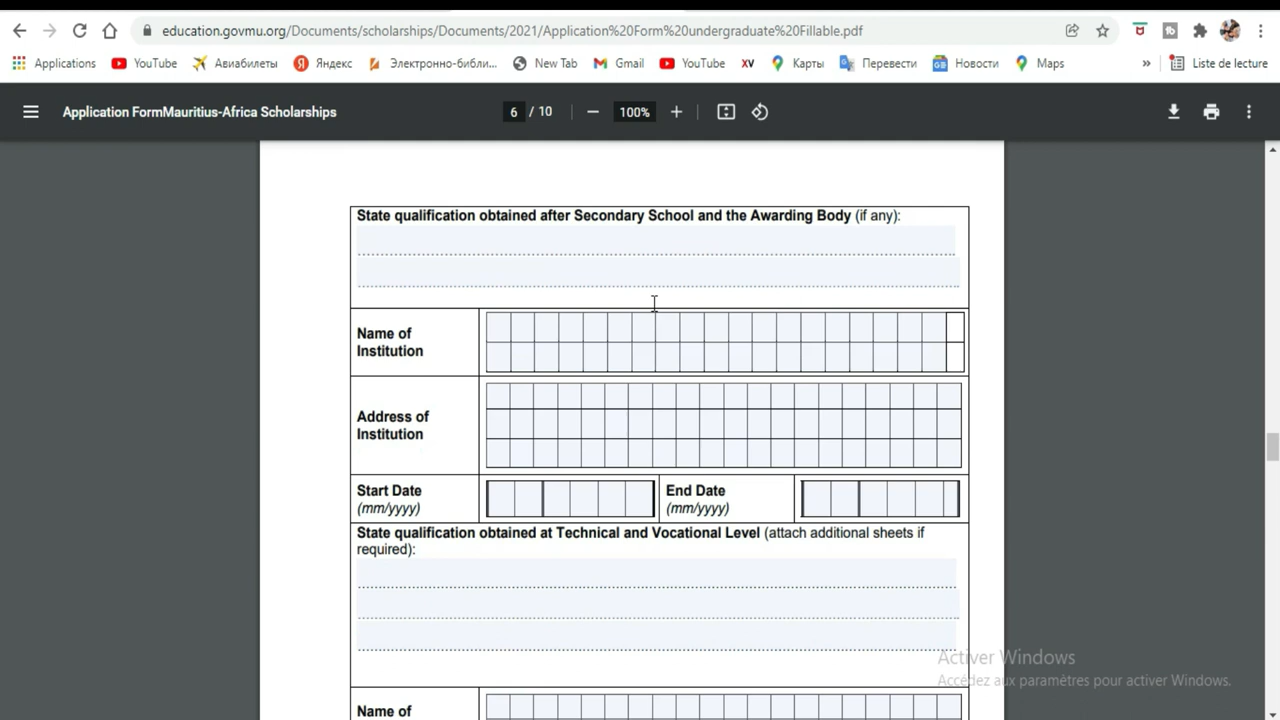 education.govmu.org/Documents/scholarships/Documents/2021/Application%20Form%20undergraduate%20Fillable.pdf
Applications YouTube Авиабилеты Яндекс Электронно-библи... New Tab Gmail YouTube XV Карты Перевести Новости Maps » Liste de lecture
Application FormMauritius-Africa Scholarships 6 / 10 − 100% +
State qualification obtained after Secondary School and the Awarding Body (if any):
Name of
Institution
Address of
Institution
Start Date
(mm/yyyy)
End Date
(mm/yyyy)
State qualification obtained at Technical and Vocational Level (attach additional sheets if
required):
Activer Windows
Accédez aux paramètres pour activer Windows.
Name of